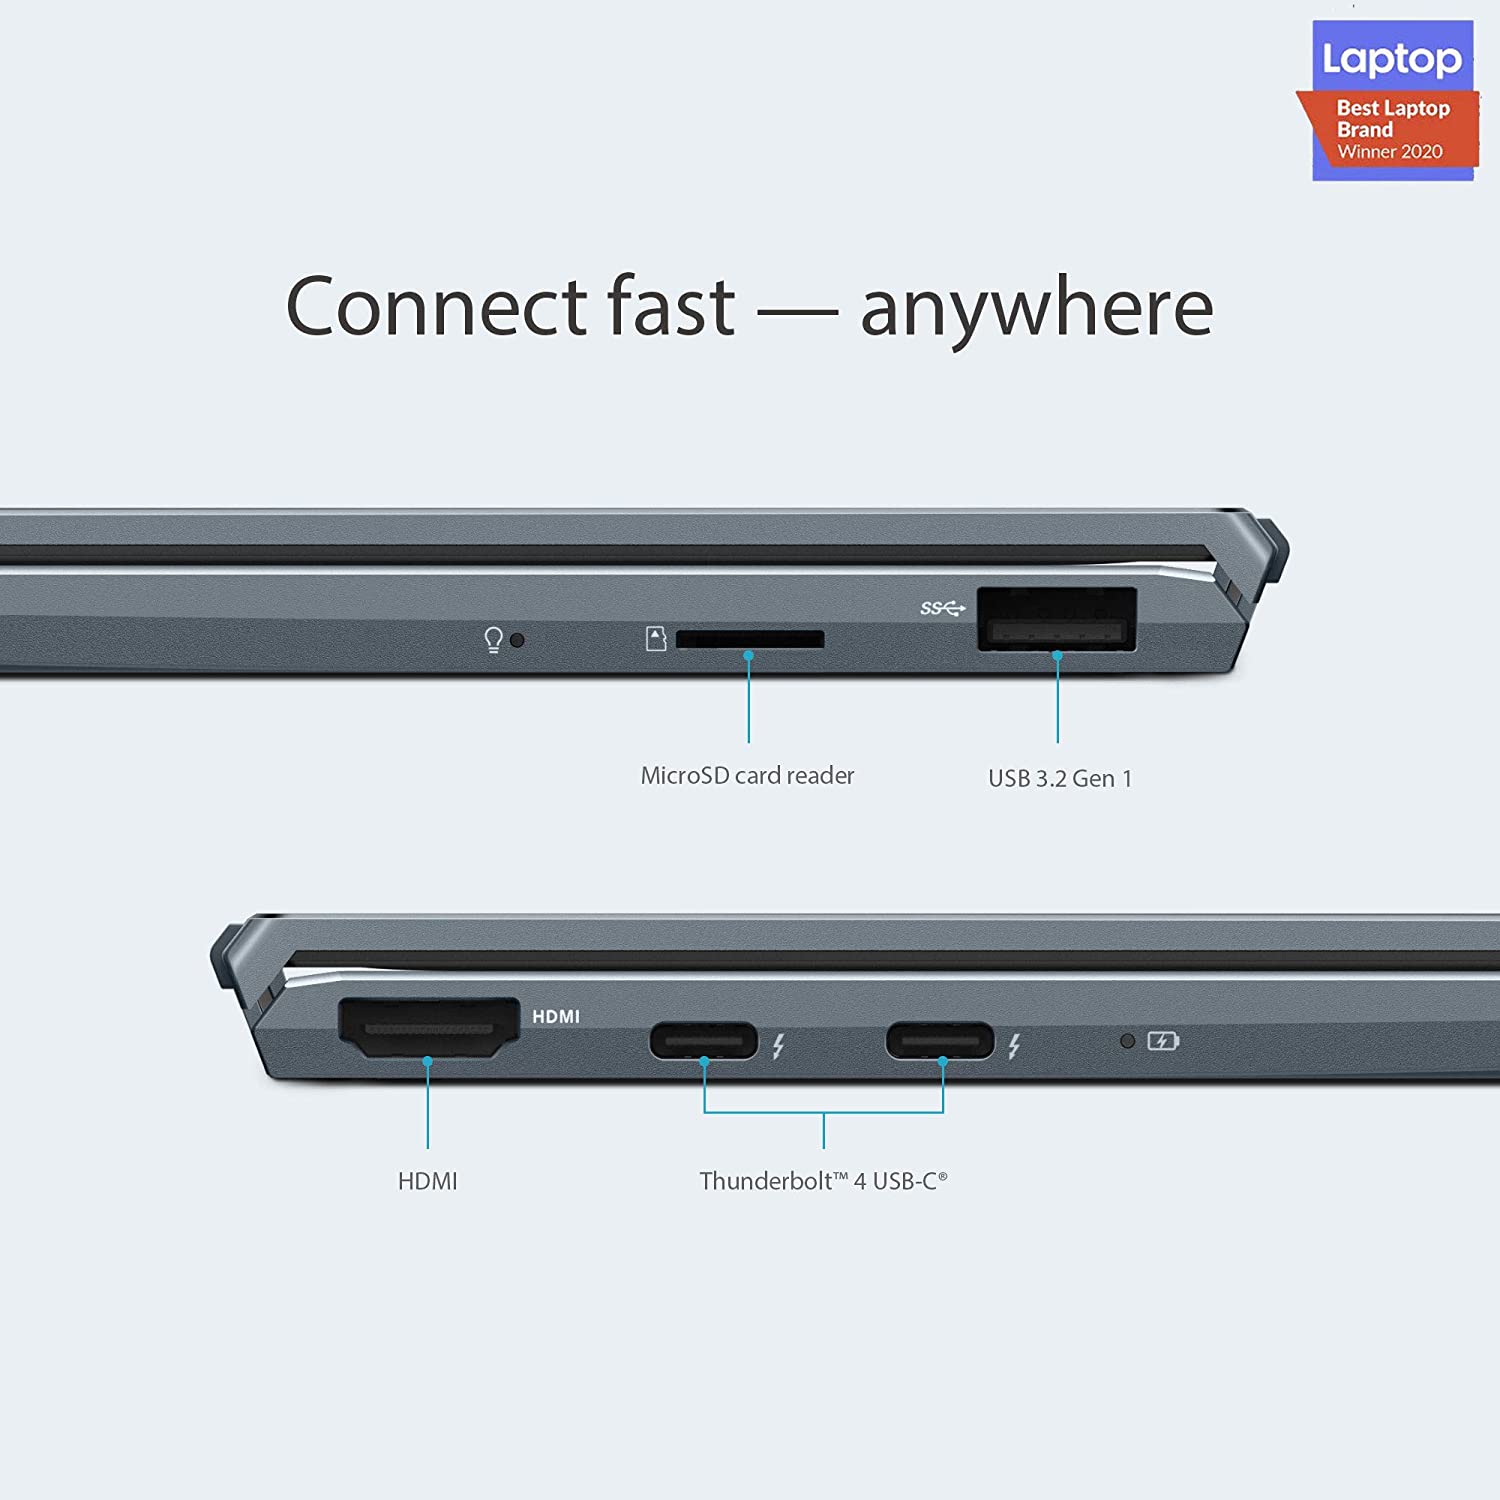 Laptop
Best Laptop
Brand
Winner 2020
Connect fast — anywhere
SS
MicroSD card reader
USB 3.2 Gen 1
HDMI
HDMI
Thunderbolt™ 4 USB-C®